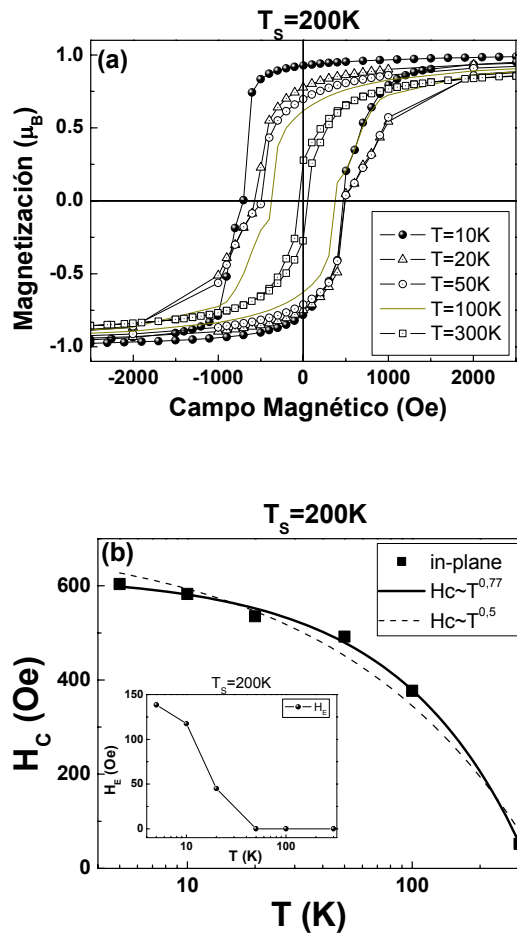 T_S=200K
(a)
Magnetización (μ_B)
1.0
0.5
0.0
-0.5
-1.0
T=10K
T=20K
T=50K
T=100K
T=300K
-2000 -1000 0 1000 2000
Campo Magnético (Oe)
T_S=200K
(b)
H_C (Oe)
600
400
200
0
in-plane
Hc~T^0,77
Hc~T^0,5
T_S=200K
H_E (Oe)
150
100
50
0
H_E
10 100
T (K)
10 100
T (K)